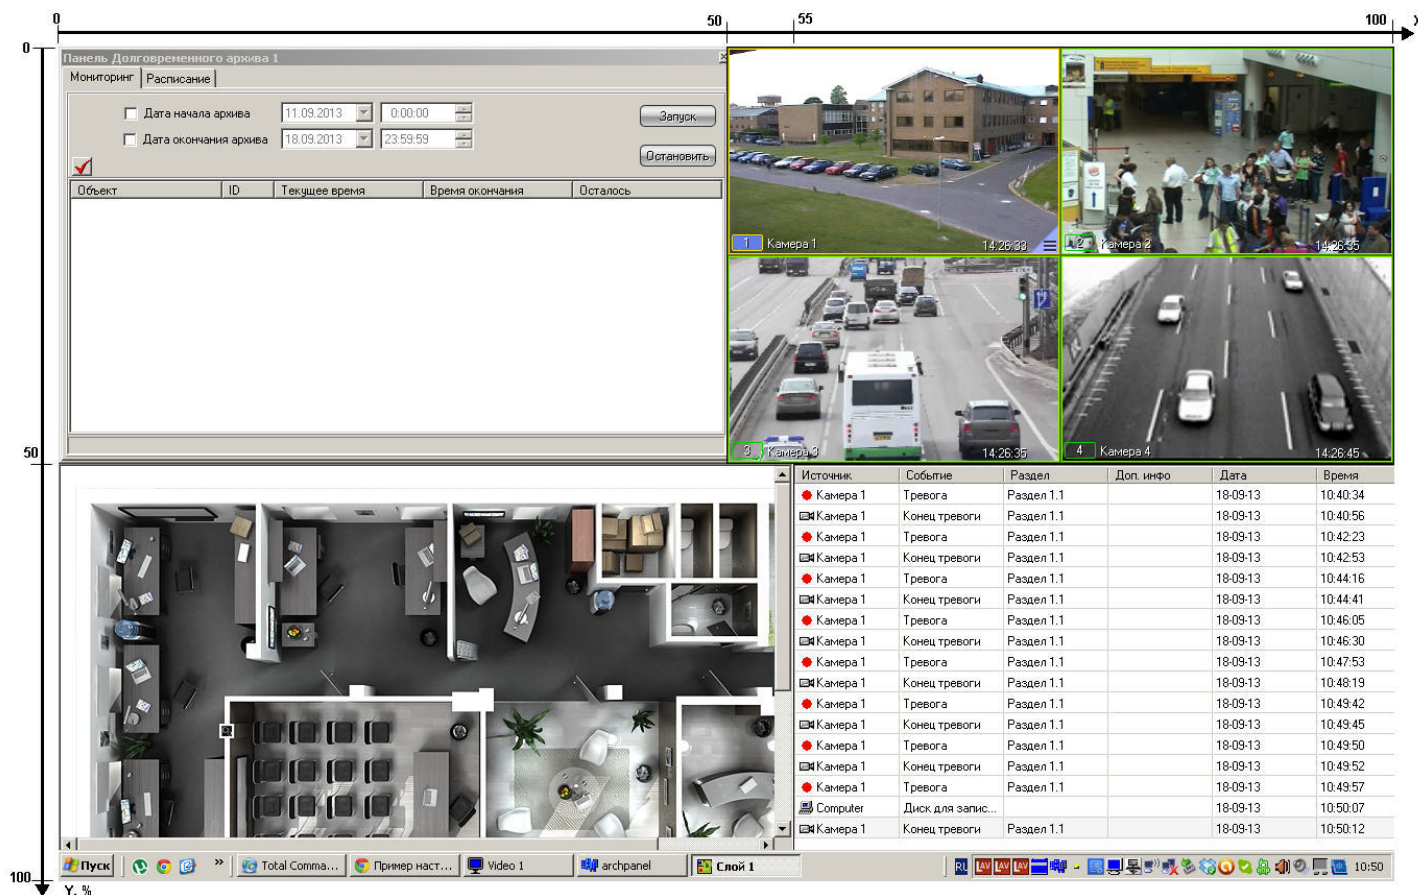 0 50 55 100 X
0
Панель Долговременного архива 1
Мониторинг Расписание
Дата начала архива 11.09.2013 0:00:00 Запуск
Дата окончания архива 18.09.2013 23:59:59
Остановить
Объект ID Текущее время Время окончания Осталось
1 Камера 1 14:26:33
2 Камера 2 14:26:35
3 Камера 3 14:26:35
4 Камера 4 14:26:45
50
Источник Событие Раздел Доп. инфо Дата Время
Камера 1 Тревога Раздел 1.1 18-09-13 10:40:34
Камера 1 Конец тревоги Раздел 1.1 18-09-13 10:40:56
Камера 1 Тревога Раздел 1.1 18-09-13 10:42:23
Камера 1 Конец тревоги Раздел 1.1 18-09-13 10:42:53
Камера 1 Тревога Раздел 1.1 18-09-13 10:44:16
Камера 1 Конец тревоги Раздел 1.1 18-09-13 10:44:41
Камера 1 Тревога Раздел 1.1 18-09-13 10:46:05
Камера 1 Конец тревоги Раздел 1.1 18-09-13 10:46:30
Камера 1 Тревога Раздел 1.1 18-09-13 10:47:53
Камера 1 Конец тревоги Раздел 1.1 18-09-13 10:48:19
Камера 1 Тревога Раздел 1.1 18-09-13 10:49:42
Камера 1 Конец тревоги Раздел 1.1 18-09-13 10:49:45
Камера 1 Тревога Раздел 1.1 18-09-13 10:49:50
Камера 1 Конец тревоги Раздел 1.1 18-09-13 10:49:52
Камера 1 Тревога Раздел 1.1 18-09-13 10:49:57
Computer Диск для запис... 18-09-13 10:50:07
Камера 1 Конец тревоги Раздел 1.1 18-09-13 10:50:12
Пуск » Total Comma... Пример наст... Video 1 archpanel Слой 1 RL LAV LAV LAV 10:50
100
Y, %